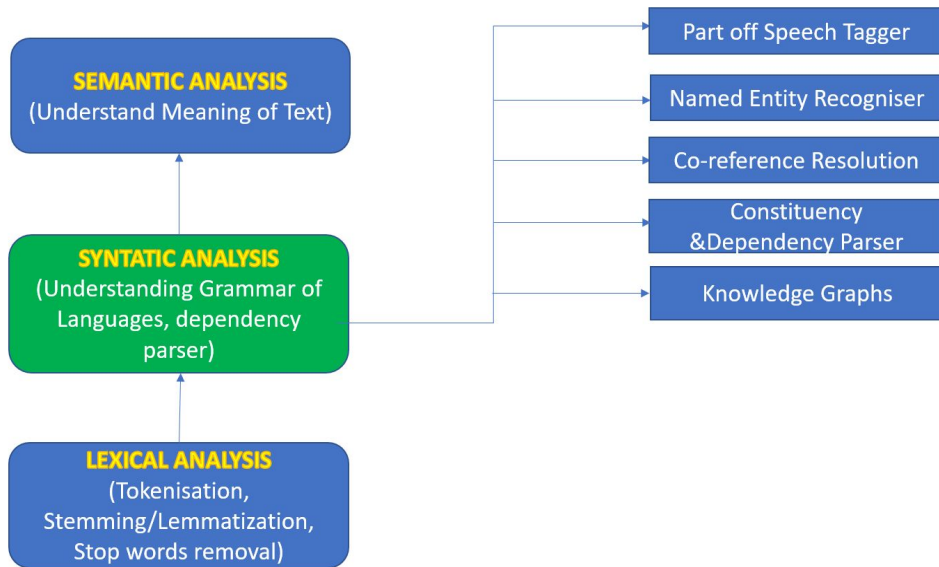 SEMANTIC ANALYSIS
(Understand Meaning of Text)
SYNTATIC ANALYSIS
(Understanding Grammar of
Languages, dependency
parser)
LEXICAL ANALYSIS
(Tokenisation,
Stemming/Lemmatization,
Stop words removal)
Part off Speech Tagger
Named Entity Recogniser
Co-reference Resolution
Constituency
&Dependency Parser
Knowledge Graphs